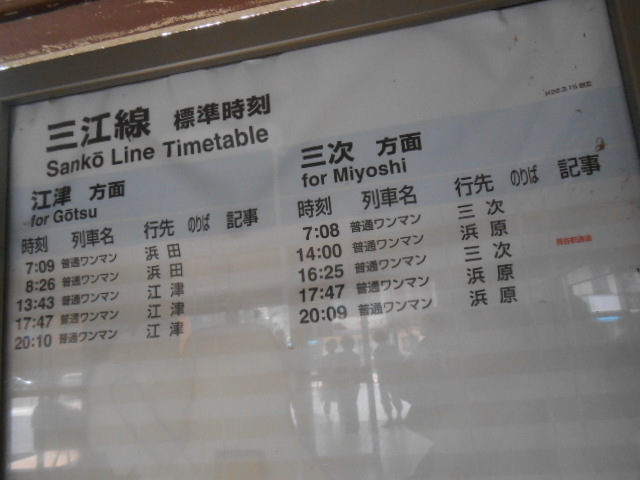 三江線 標準時刻
Sankō Line Timetable
江津 方面
for Gōtsu
時刻 列車名 行先 のりば 記事
7:09 普通ワンマン 浜田
8:26 普通ワンマン 浜田
13:43 普通ワンマン 江津
17:47 普通ワンマン 江津
20:10 普通ワンマン 江津
三次 方面
for Miyoshi
時刻 列車名 行先 のりば 記事
7:08 普通ワンマン 三次
14:00 普通ワンマン 浜原
16:25 普通ワンマン 三次
17:47 普通ワンマン 浜原
20:09 普通ワンマン 浜原